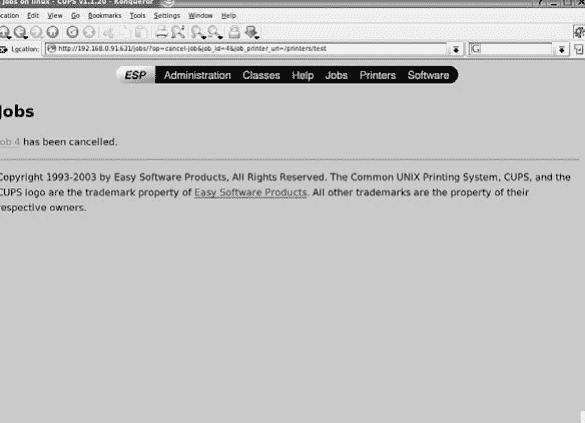 Jobs on linux - CUPS v1.1.20 - Konqueror
cation Edit View Go Bookmarks Tools Settings Window Help
Location: http://192.168.0.91:631/jobs/?op=cancel-job&job_id=4&job_printer_uri=/printers/test
ESP Administration Classes Help Jobs Printers Software
Jobs
ob 4 has been cancelled.
Copyright 1993-2003 by Easy Software Products, All Rights Reserved. The Common UNIX Printing System, CUPS, and the
CUPS logo are the trademark property of Easy Software Products. All other trademarks are the property of their
respective owners.